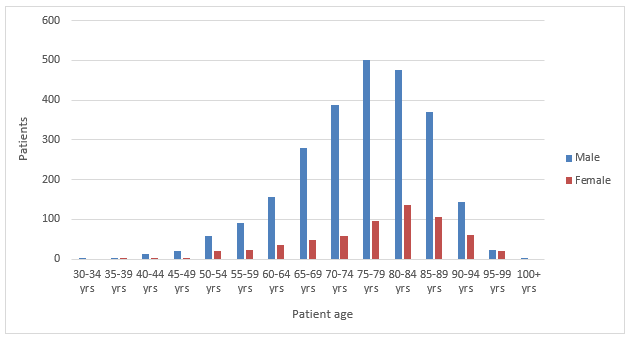 600
500
400
300
200
100
0
Patients
30-34 35-39 40-44 45-49 50-54 55-59 60-64 65-69 70-74 75-79 80-84 85-89 90-94 95-99 100+
yrs yrs yrs yrs yrs yrs yrs yrs yrs yrs yrs yrs yrs yrs yrs
Patient age
Male
Female